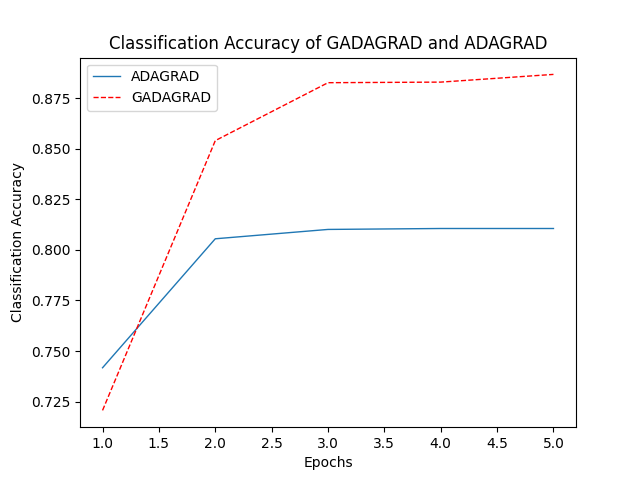 Classification Accuracy of GADAGRAD and ADAGRAD
ADAGRAD
GADAGRAD
0.875
0.850
0.825
0.800
0.775
0.750
0.725
Classification Accuracy
1.0 1.5 2.0 2.5 3.0 3.5 4.0 4.5 5.0
Epochs